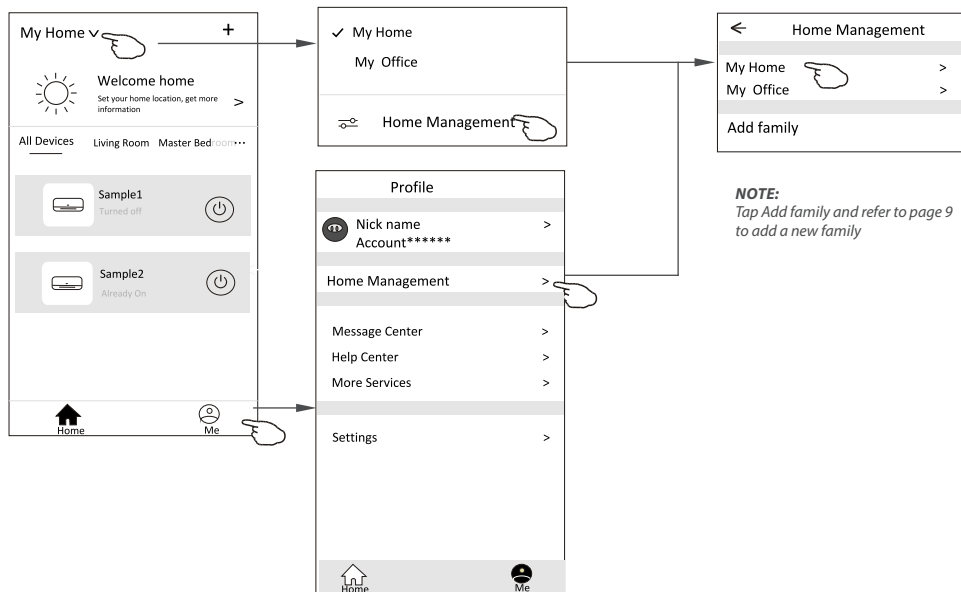 My Home
+
Welcome home
Set your home location, get more
information
>
All Devices Living Room Master Bedroom...
Sample1
Turned off
Sample2
Already On
Home
Me
✓ My Home
My Office
Home Management
Profile
Nick name >
Account******
Home Management >
Message Center >
Help Center >
More Services >
Settings >
Home
Me
Home Management
My Home >
My Office >
Add family
NOTE:
Tap Add family and refer to page 9
to add a new family